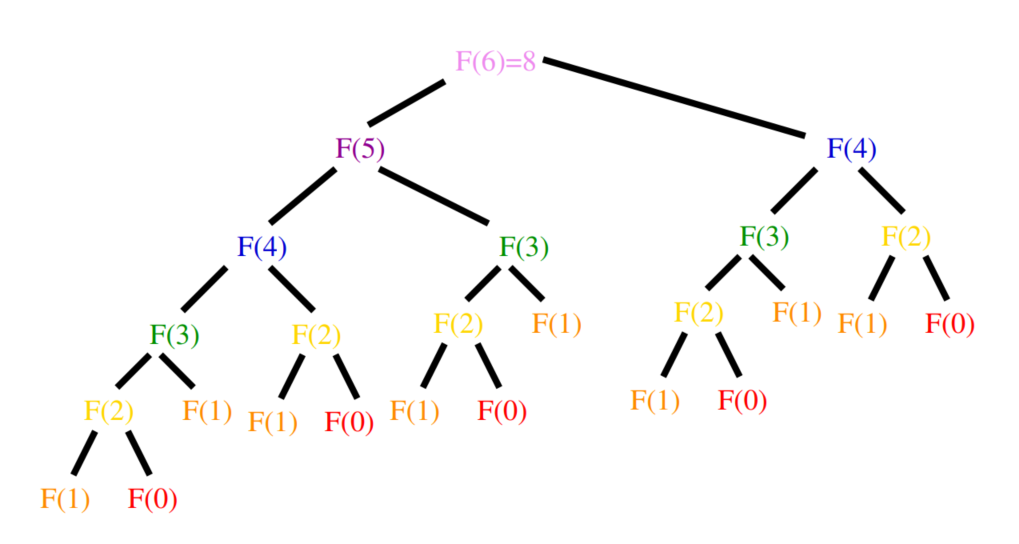 F(6)=8
F(5) F(4)
F(4) F(3) F(3) F(2)
F(3) F(2) F(2) F(1) F(2) F(1) F(1) F(0)
F(2) F(1) F(1) F(0) F(1) F(0) F(1) F(0)
F(1) F(0)